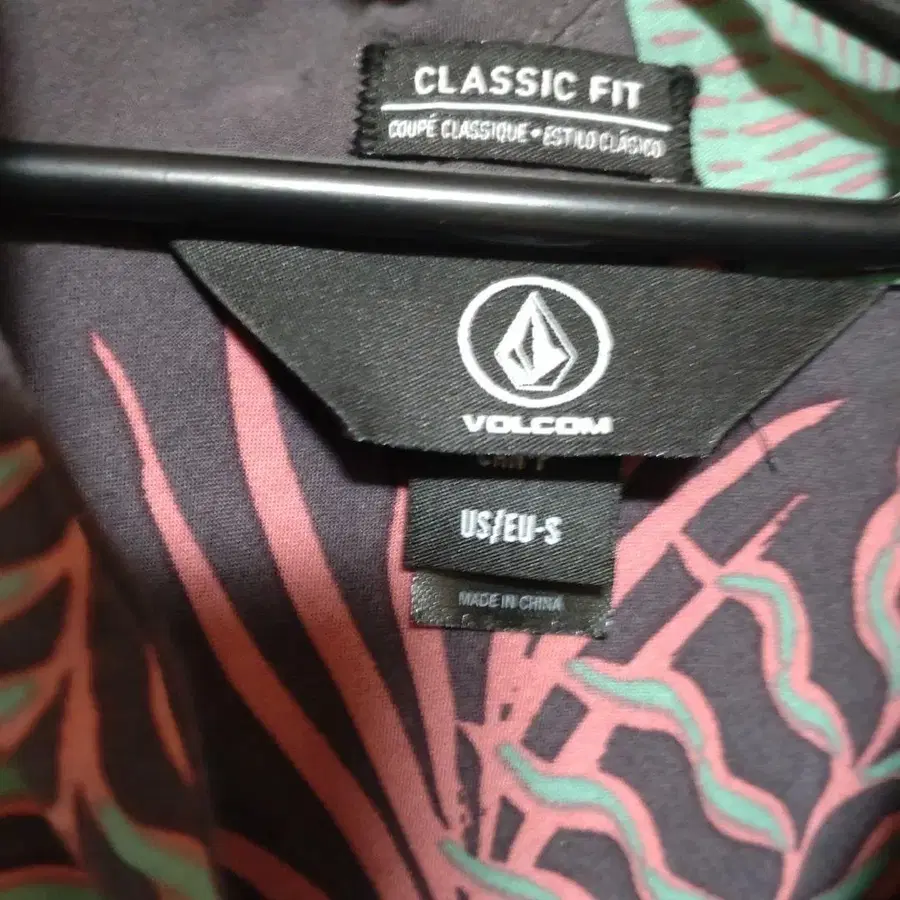 CLASSIC FIT
COUPÉ CLASSIQUE • ESTILO CLÁSICO
VOLCOM
US/EU-S
MADE IN CHINA